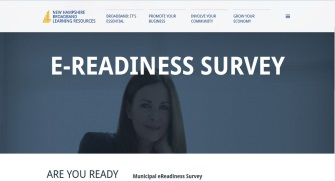 NEW HAMPSHIRE
BROADBAND
LEARNING RESOURCES
BROADBAND: IT'S
ESSENTIAL
PROMOTE YOUR
BUSINESS
INVOLVE YOUR
COMMUNITY
GROW YOUR
ECONOMY
E-READINESS SURVEY
ARE YOU READY
Municipal eReadiness Survey